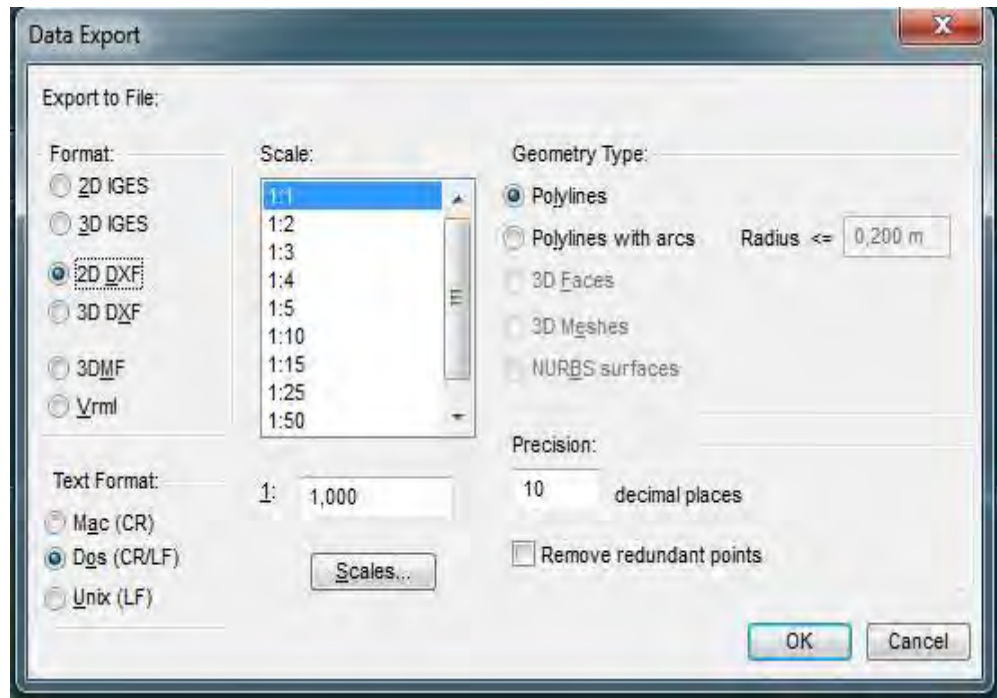 Data Export
Export to File:
Format:
2D IGES
3D IGES
2D DXF
3D DXF
3DMF
Vrml
Text Format:
Mac (CR)
Dos (CR/LF)
Unix (LF)
Scale:
1:1
1:2
1:3
1:4
1:5
1:10
1:15
1:25
1:50
1: 1,000
Scales...
Geometry Type:
Polylines
Polylines with arcs Radius <= 0,200 m
3D Faces
3D Meshes
NURBS surfaces
Precision:
10 decimal places
Remove redundant points
OK Cancel